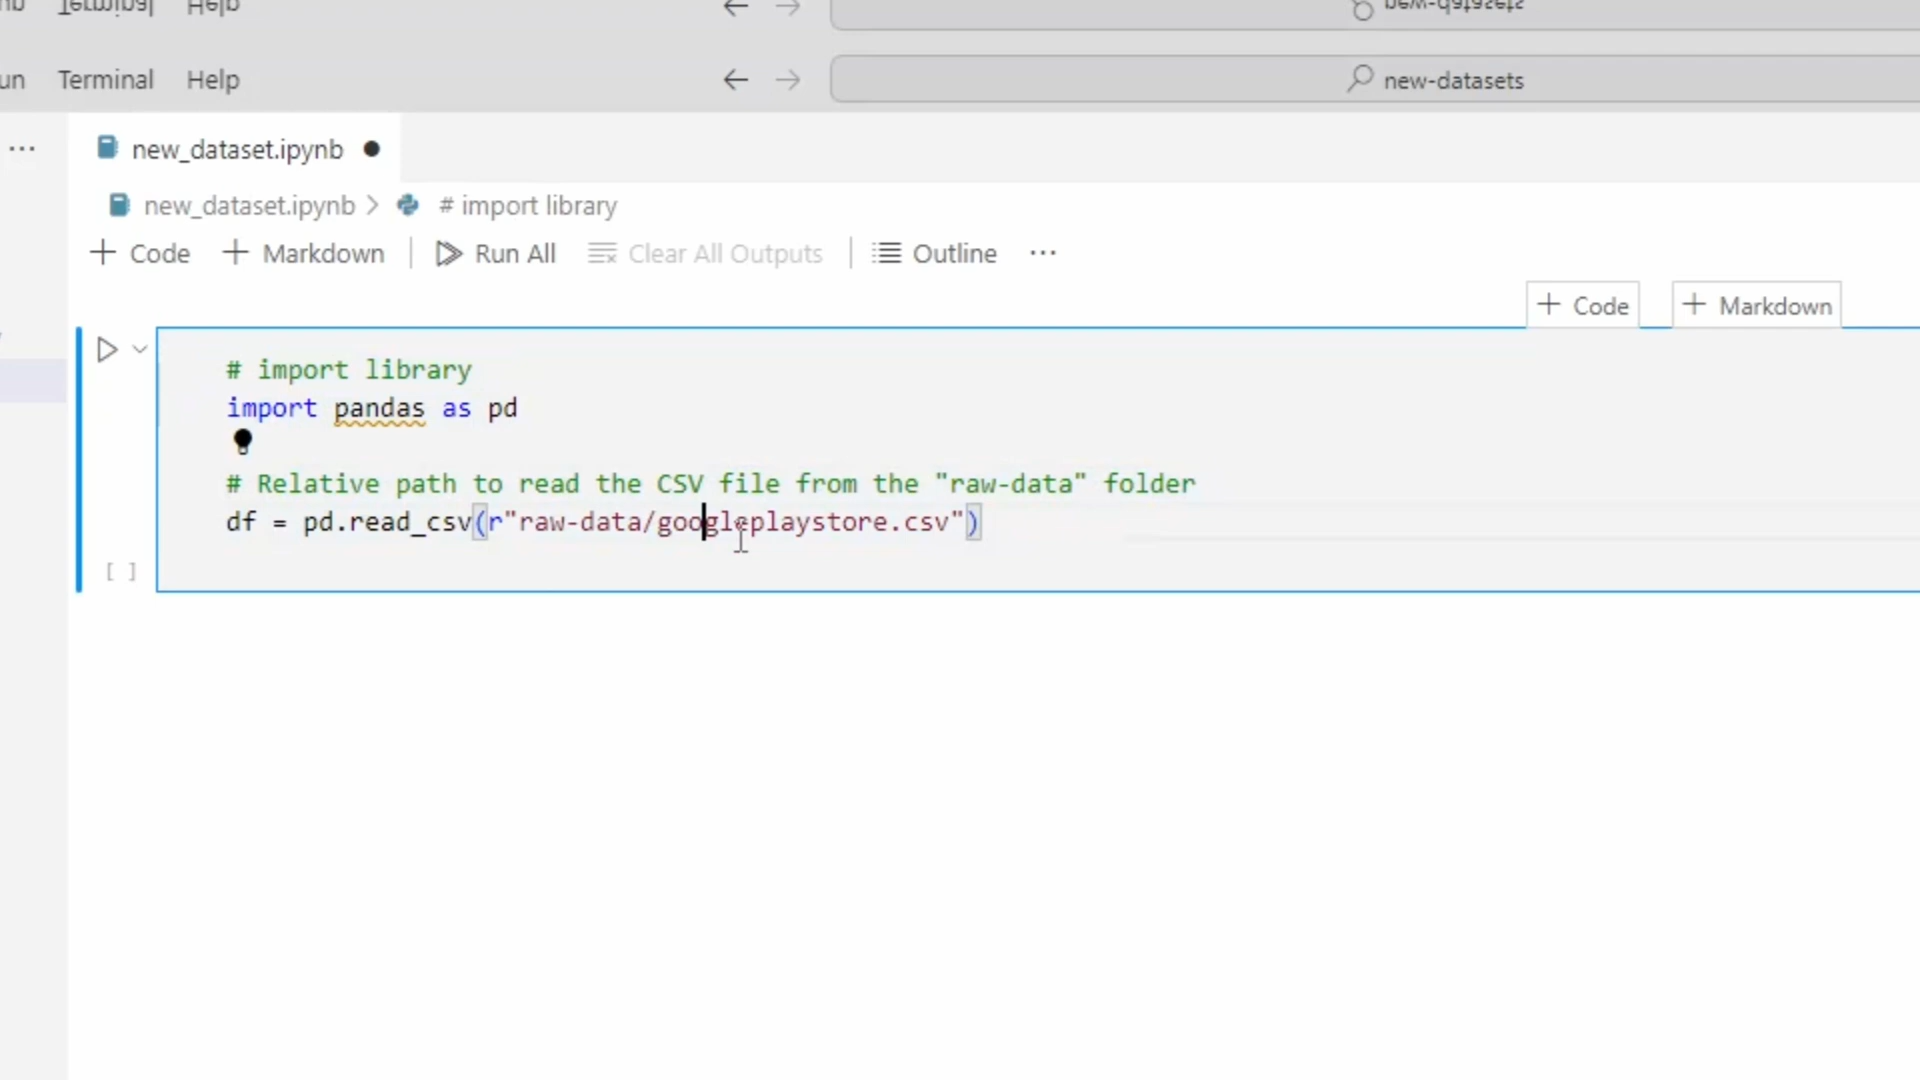 Help
un Terminal Help
new-datasets
new_dataset.ipynb
new_dataset.ipynb > # import library
+ Code + Markdown Run All Clear All Outputs Outline ...
+ Code + Markdown
# import library
import pandas as pd
# Relative path to read the CSV file from the "raw-data" folder
df = pd.read_csv(r"raw-data/googleplaystore.csv")
[ ]